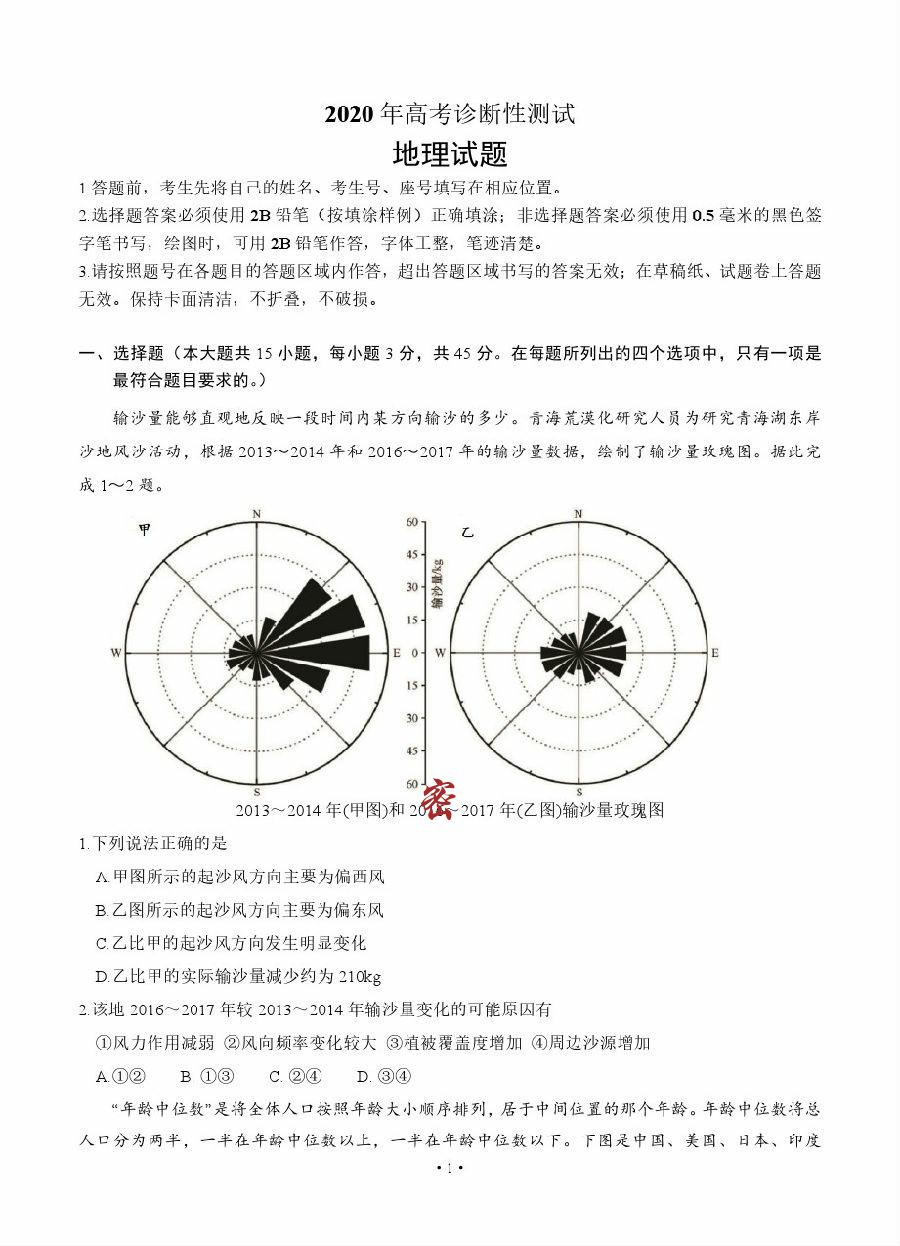 2020 年高考诊断性测试
地理试题
1 答题前，考生先将自己的姓名、考生号、座号填写在相应位置。
2.选择题答案必须使用 2B 铅笔（按填涂样例）正确填涂；非选择题答案必须使用 0.5 毫米的黑色签
字笔书写，绘图时，可用 2B 铅笔作答，字体工整，笔迹清楚。
3.请按照题号在各题目的答题区域内作答，超出答题区域书写的答案无效；在草稿纸、试题卷上答题
无效。保持卡面清洁，不折叠，不破损。
一、选择题（本大题共 15 小题，每小题 3 分，共 45 分。在每题所列出的四个选项中，只有一项是
最符合题目要求的。）
输沙量能够直观地反映一段时间内某方向输沙的多少。青海荒漠化研究人员为研究青海湖东岸
沙地风沙活动，根据 2013～2014 年和 2016～2017 年的输沙量数据，绘制了输沙量玫瑰图。据此完
成 1～2 题。
甲
N
W
E
S
60
45
30
15
0
15
30
45
60
输沙量/kg
乙
N
W
E
S
2013～2014 年(甲图)和 20 ～2017 年(乙图)输沙量玫瑰图
密
1.下列说法正确的是
A.甲图所示的起沙风方向主要为偏西风
B.乙图所示的起沙风方向主要为偏东风
C.乙比甲的起沙风方向发生明显变化
D.乙比甲的实际输沙量减少约为 210kg
2.该地 2016～2017 年较 2013～2014 年输沙量变化的可能原因有
①风力作用减弱 ②风向频率变化较大 ③植被覆盖度增加 ④周边沙源增加
A.①② B ①③ C. ②④ D. ③④
“年龄中位数”是将全体人口按照年龄大小顺序排列，居于中间位置的那个年龄。年龄中位数将总
人口分为两半，一半在年龄中位数以上，一半在年龄中位数以下。下图是中国、美国、日本、印度
·1·